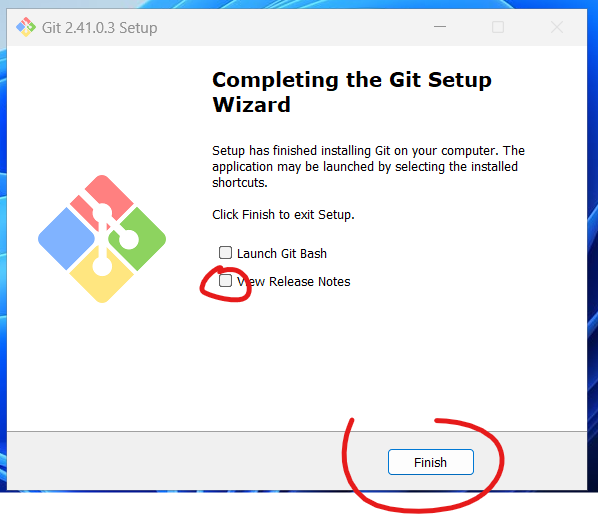 Git 2.41.0.3 Setup
Completing the Git Setup
Wizard
Setup has finished installing Git on your computer. The
application may be launched by selecting the installed
shortcuts.
Click Finish to exit Setup.
Launch Git Bash
View Release Notes
Finish